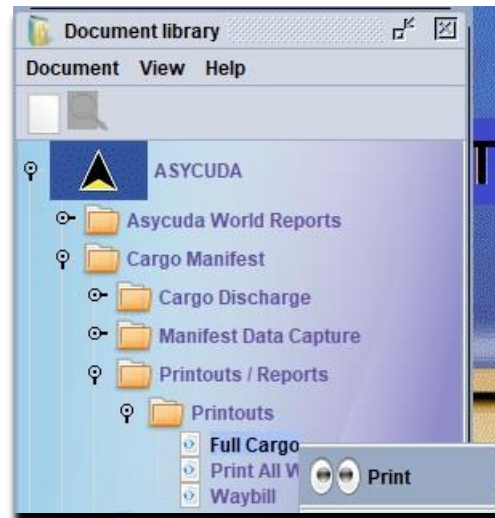 Document library
Document View Help
ASYCUDA
Asycuda World Reports
Cargo Manifest
Cargo Discharge
Manifest Data Capture
Printouts / Reports
Printouts
Full Cargo
Print All
Print
Waybill